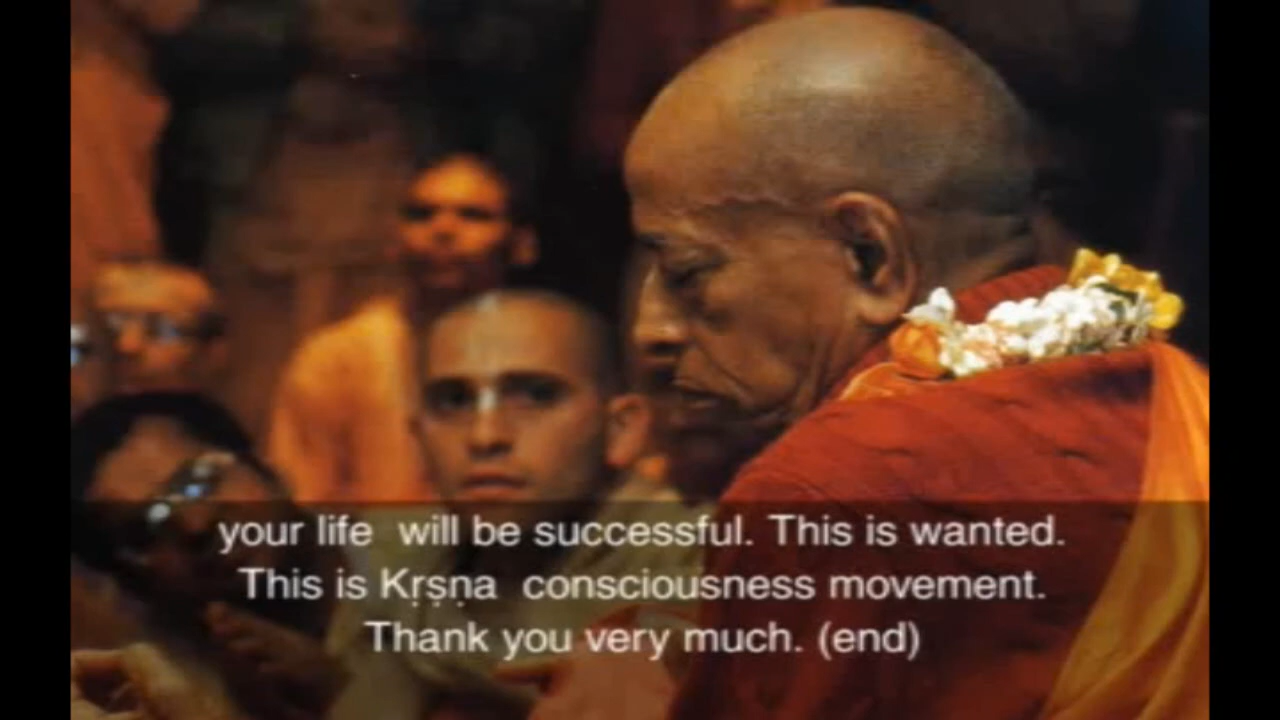 your life will be successful. This is wanted.
This is Kṛṣṇa consciousness movement.
Thank you very much. (end)